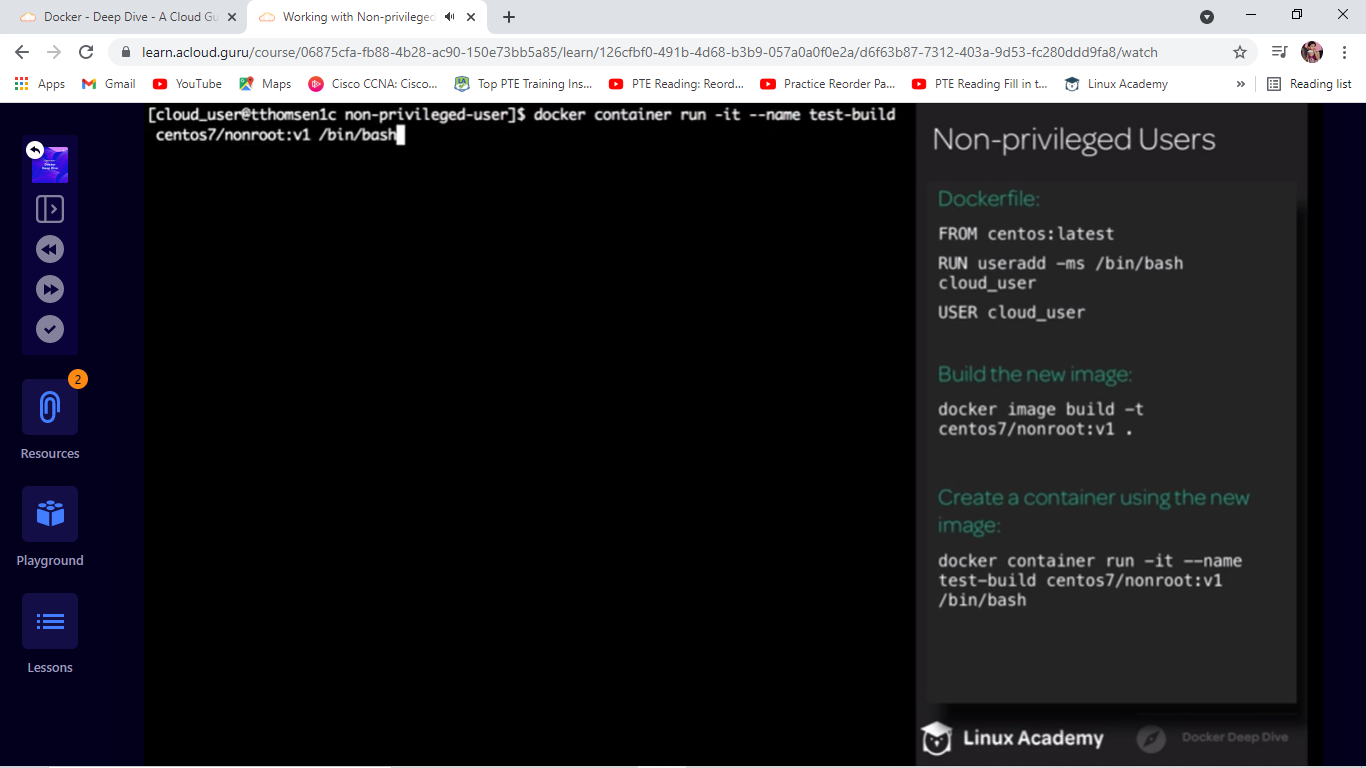 Docker - Deep Dive - A Cloud Gu
Working with Non-privileged
learn.acloud.guru/course/06875cfa-fb88-4b28-ac90-150e73bb5a85/learn/126cfbf0-491b-4d68-b3b9-057a0a0f0e2a/d6f63b87-7312-403a-9d53-fc280ddd9fa8/watch
Apps Gmail YouTube Maps Cisco CCNA: Cisco... Top PTE Training Ins... PTE Reading: Reord... Practice Reorder Pa... PTE Reading Fill in t... Linux Academy » Reading list
[cloud_user@tthomsen1c non-privileged-user]$ docker container run -it --name test-build
centos7/nonroot:v1 /bin/bash
2
Resources
Playground
Lessons
Non-privileged Users
Dockerfile:
FROM centos:latest
RUN useradd -ms /bin/bash
cloud_user
USER cloud_user
Build the new image:
docker image build -t
centos7/nonroot:v1 .
Create a container using the new
image:
docker container run -it --name
test-build centos7/nonroot:v1
/bin/bash
Linux Academy
Docker Deep Dive